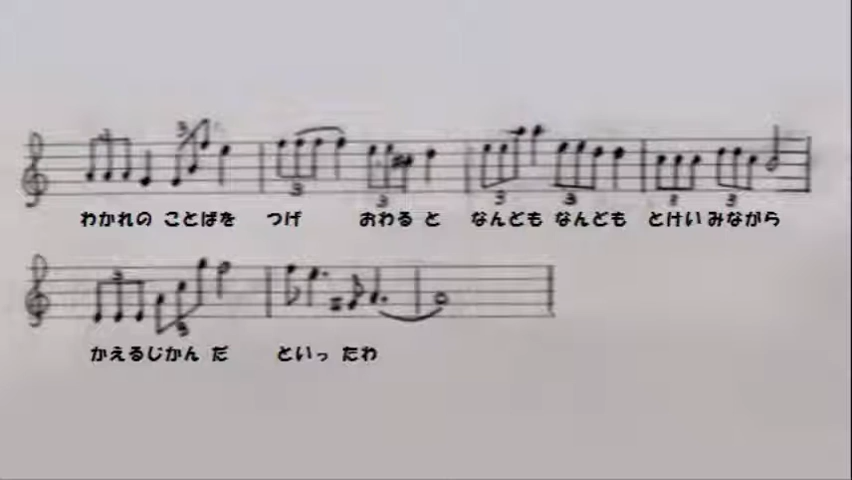 わかれの ことばを つげ おわる と なんども なんども とけい みながら
かえるじかん だ といっ たわ